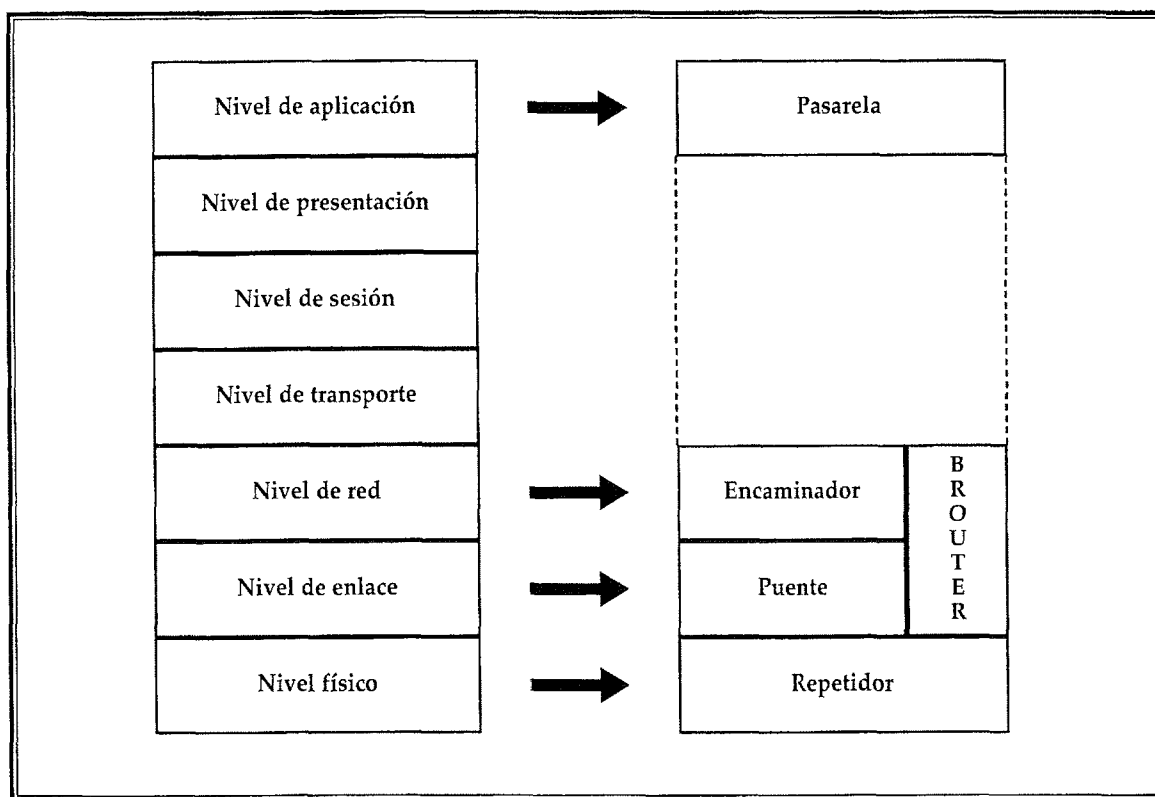 Nivel de aplicación
Pasarela
Nivel de presentación
Nivel de sesión
Nivel de transporte
Nivel de red
Encaminador
BROUTER
Nivel de enlace
Puente
Nivel físico
Repetidor